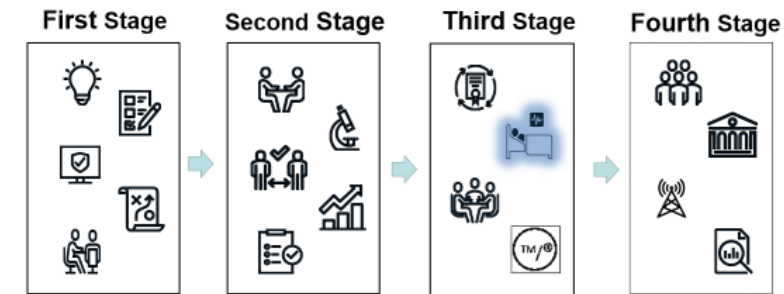 First Stage
Second Stage
Third Stage
Fourth Stage
TM/®